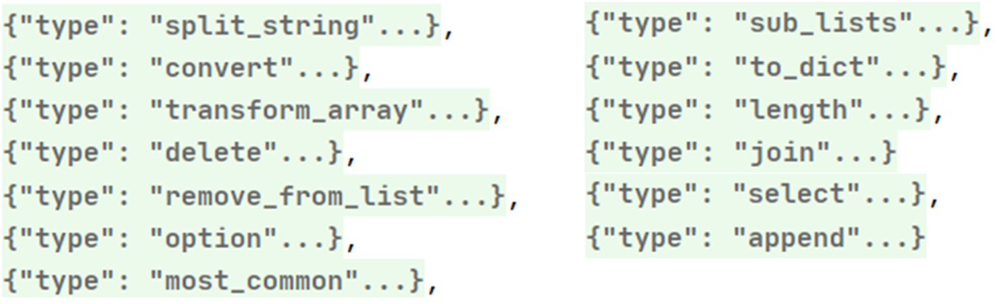 {"type": "split_string"...},
{"type": "convert"...},
{"type": "transform_array"...},
{"type": "delete"...},
{"type": "remove_from_list"...},
{"type": "option"...},
{"type": "most_common"...},
{"type": "sub_lists"...},
{"type": "to_dict"...},
{"type": "length"...},
{"type": "join"...}
{"type": "select"...},
{"type": "append"...}